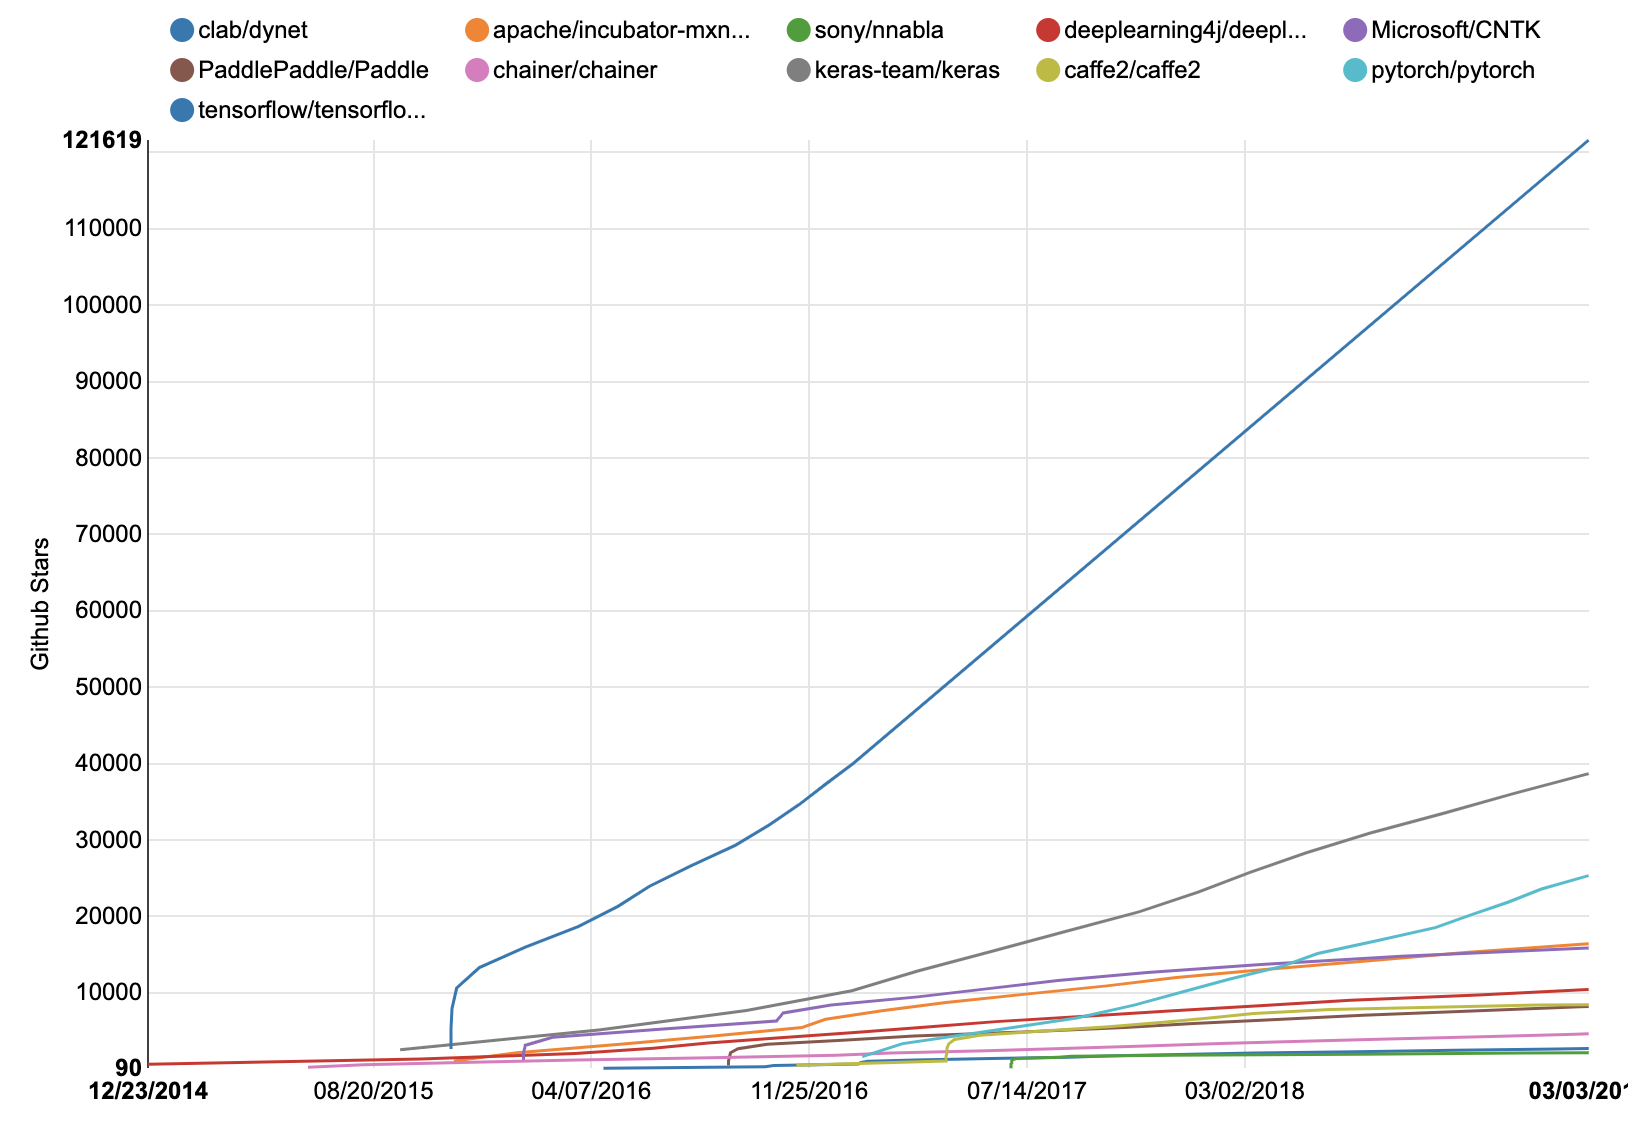 clab/dynet apache/incubator-mxn... sony/nnabla deeplearning4j/deepl... Microsoft/CNTK
PaddlePaddle/Paddle chainer/chainer keras-team/keras caffe2/caffe2 pytorch/pytorch
tensorflow/tensorflo...
121619
110000
100000
90000
80000
70000
60000
50000
40000
30000
20000
10000
90
Github Stars
12/23/2014 08/20/2015 04/07/2016 11/25/2016 07/14/2017 03/02/2018 03/03/201